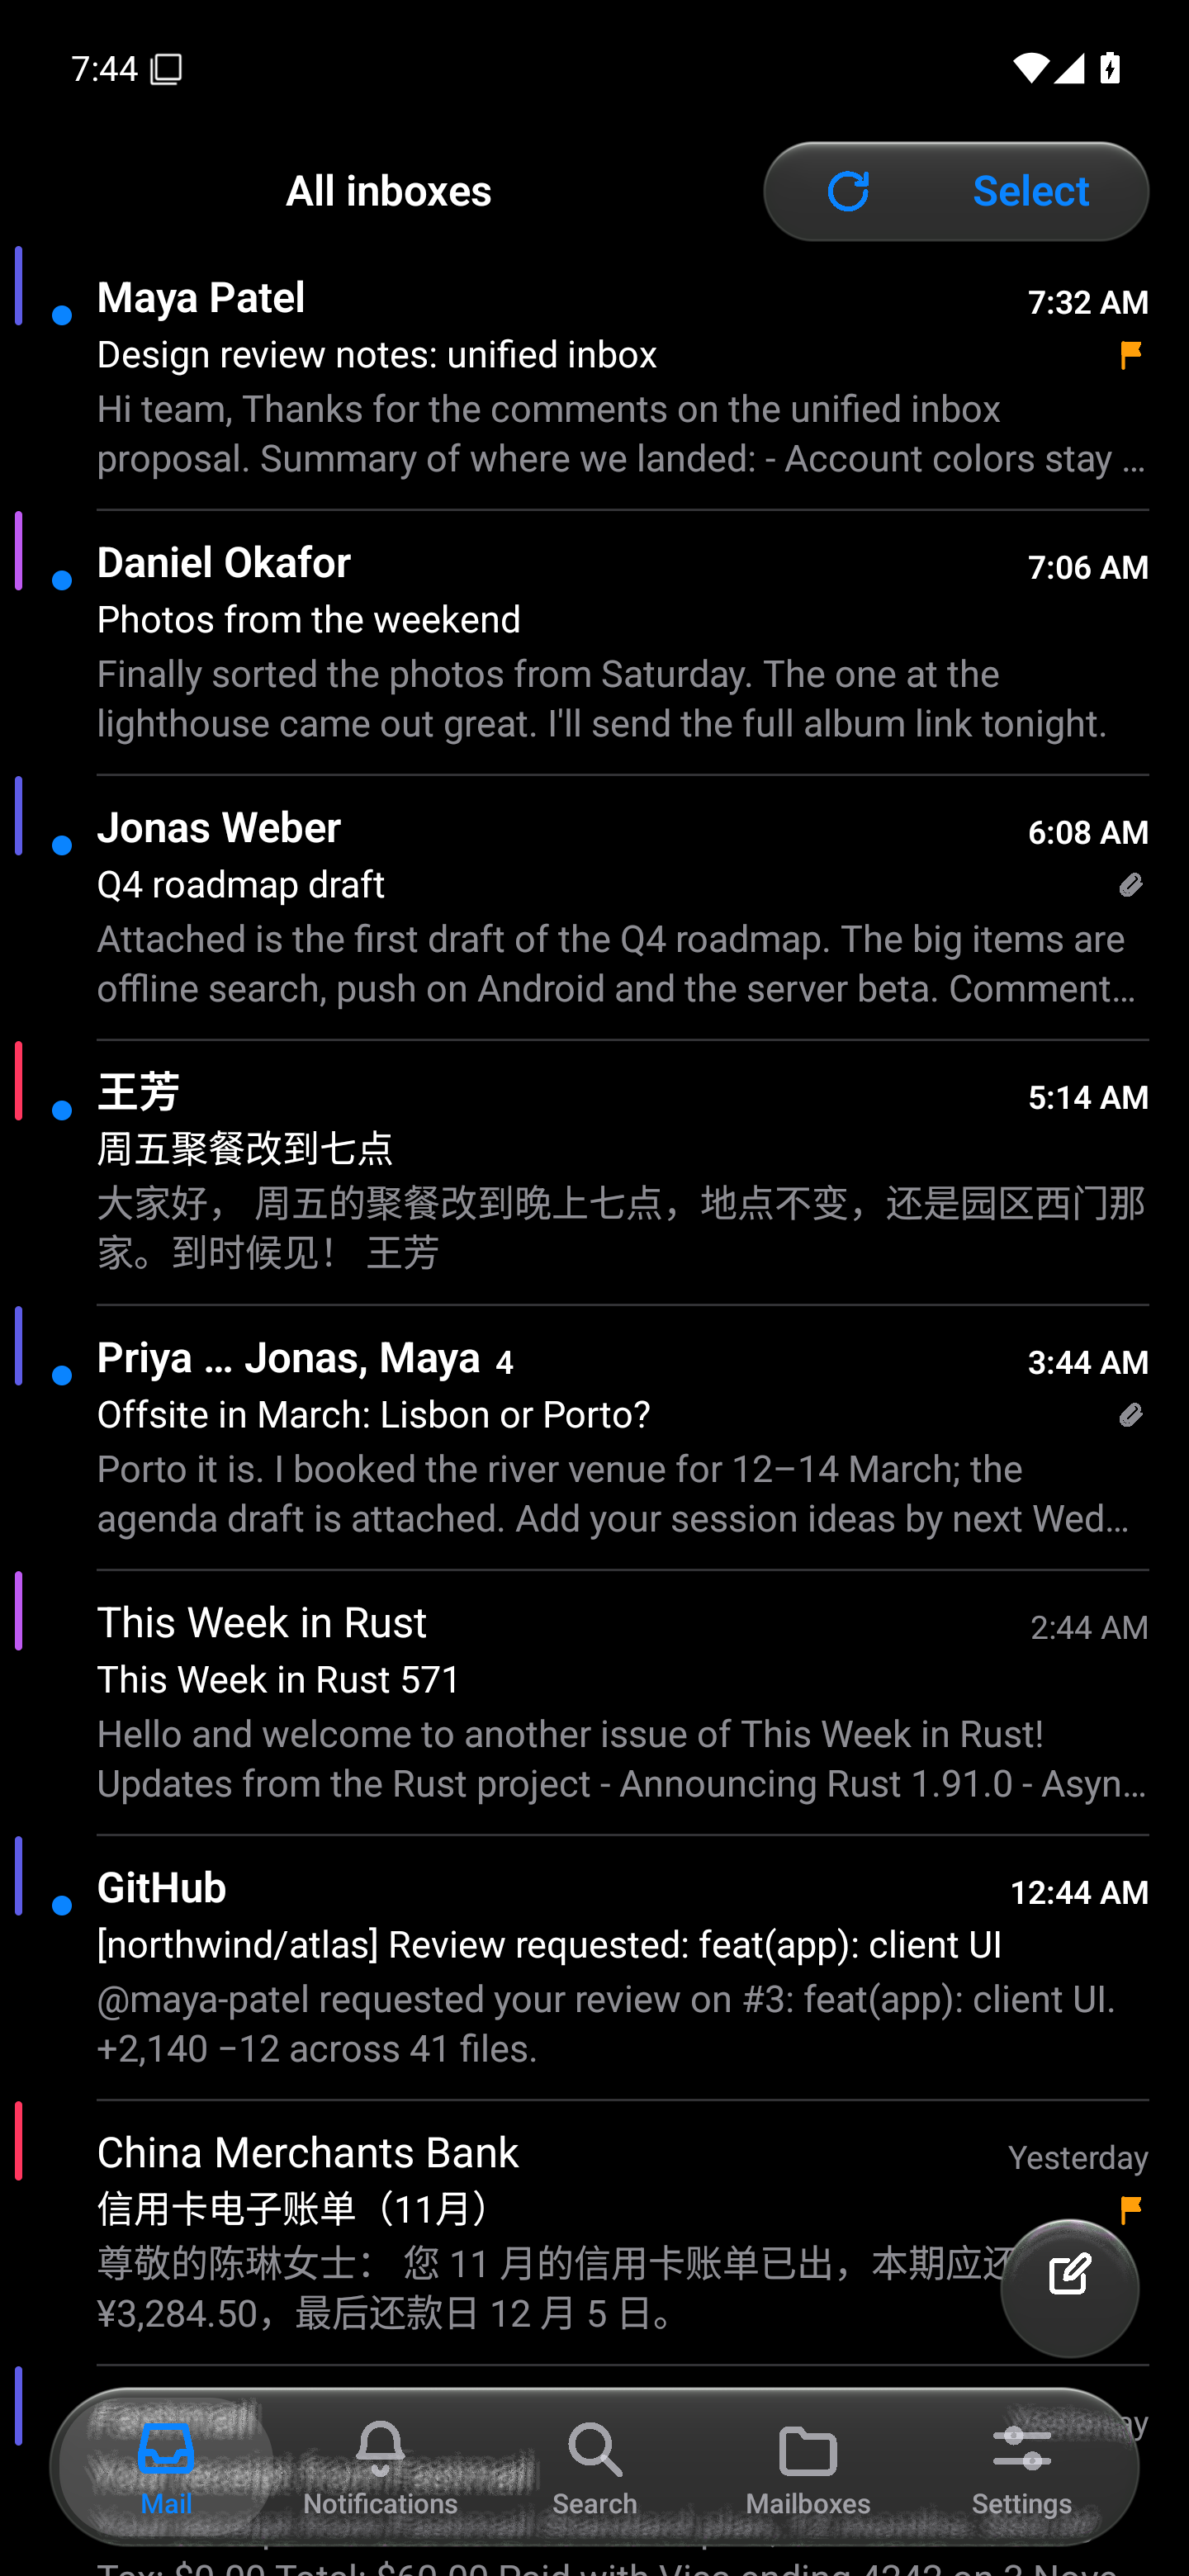 7:44
All inboxes
Select
Maya Patel
7:32 AM
Design review notes: unified inbox
Hi team, Thanks for the comments on the unified inbox
proposal. Summary of where we landed: - Account colors stay …
Daniel Okafor
7:06 AM
Photos from the weekend
Finally sorted the photos from Saturday. The one at the
lighthouse came out great. I'll send the full album link tonight.
Jonas Weber
6:08 AM
Q4 roadmap draft
Attached is the first draft of the Q4 roadmap. The big items are
offline search, push on Android and the server beta. Comment…
王芳
5:14 AM
周五聚餐改到七点
大家好， 周五的聚餐改到晚上七点，地点不变，还是园区西门那
家。到时候见！ 王芳
Priya … Jonas, Maya 4
3:44 AM
Offsite in March: Lisbon or Porto?
Porto it is. I booked the river venue for 12–14 March; the
agenda draft is attached. Add your session ideas by next Wed…
This Week in Rust
2:44 AM
This Week in Rust 571
Hello and welcome to another issue of This Week in Rust!
Updates from the Rust project - Announcing Rust 1.91.0 - Asyn…
GitHub
12:44 AM
[northwind/atlas] Review requested: feat(app): client UI
@maya-patel requested your review on #3: feat(app): client UI.
+2,140 −12 across 41 files.
China Merchants Bank
Yesterday
信用卡电子账单（11月）
尊敬的陈琳女士： 您 11 月的信用卡账单已出，本期应还
¥3,284.50，最后还款日 12 月 5 日。
Mail
Notifications
Search
Mailboxes
Settings